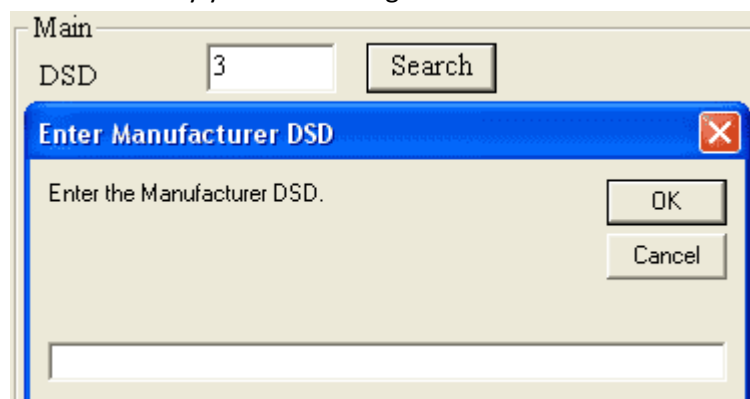 Main
DSD 3 Search
Enter Manufacturer DSD
Enter the Manufacturer DSD.
OK
Cancel